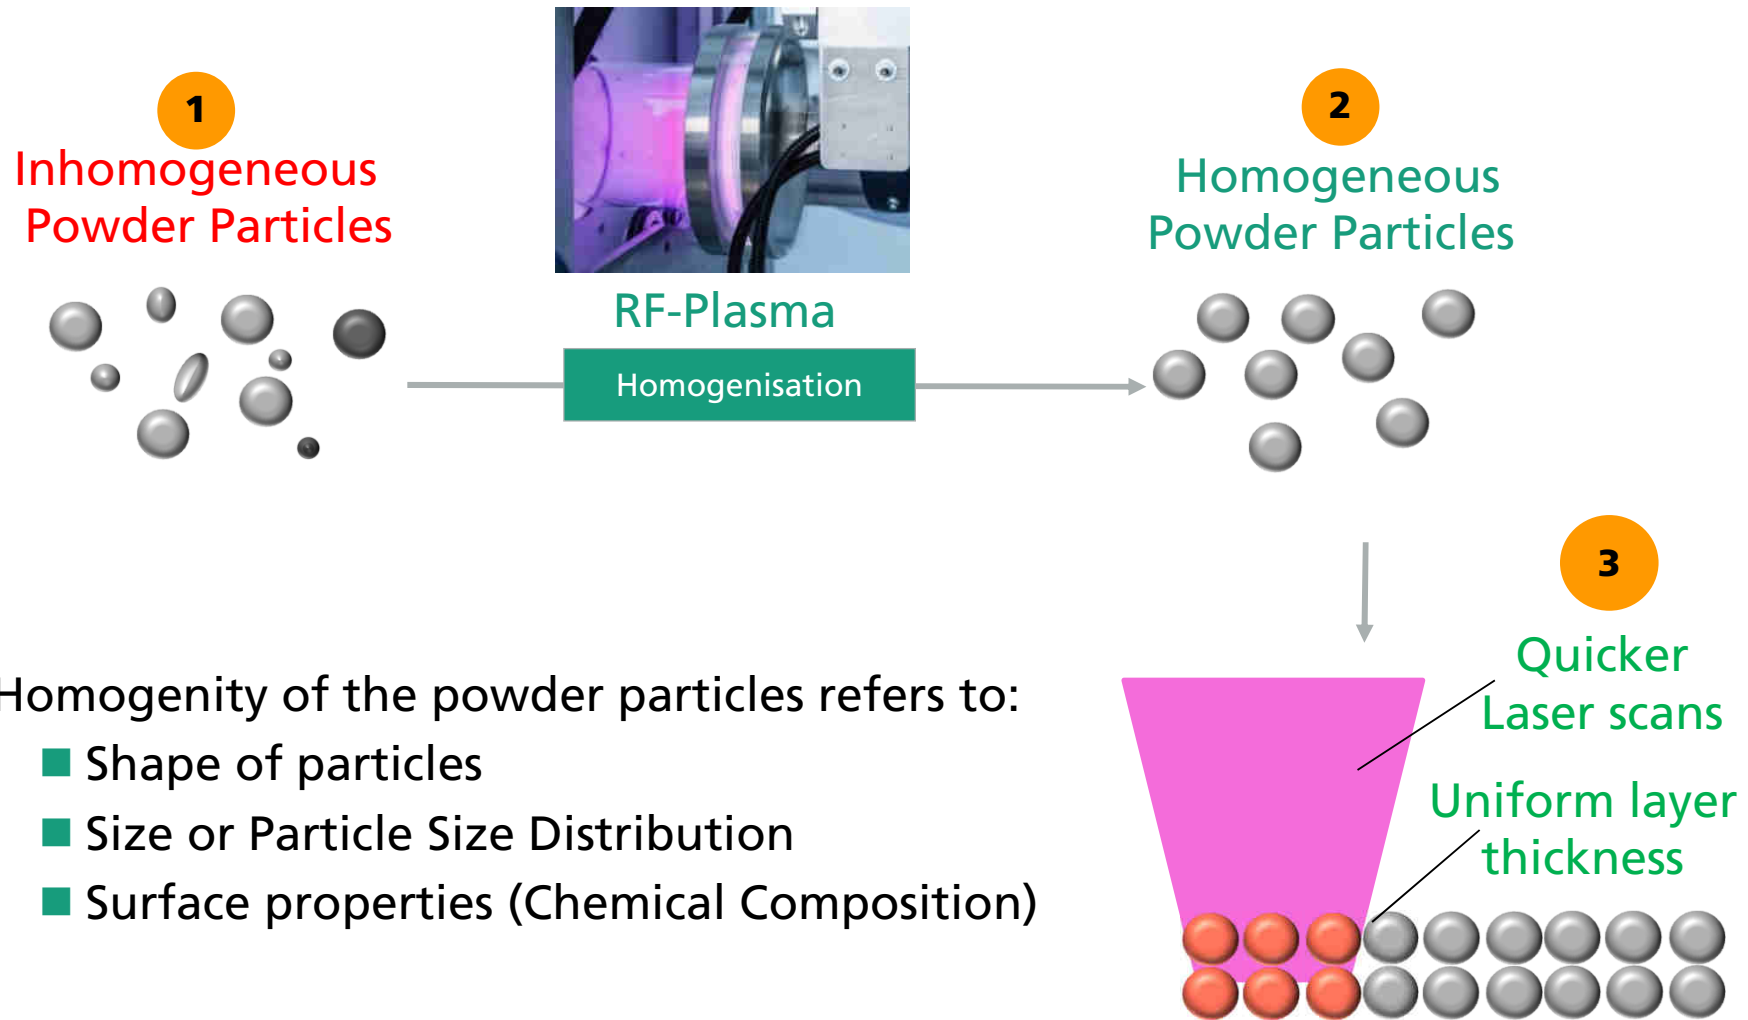 1
Inhomogeneous
Powder Particles
RF-Plasma
Homogenisation
2
Homogeneous
Powder Particles
3
Quicker
Laser scans
Uniform layer
thickness
Homogenity of the powder particles refers to:
Shape of particles
Size or Particle Size Distribution
Surface properties (Chemical Composition)